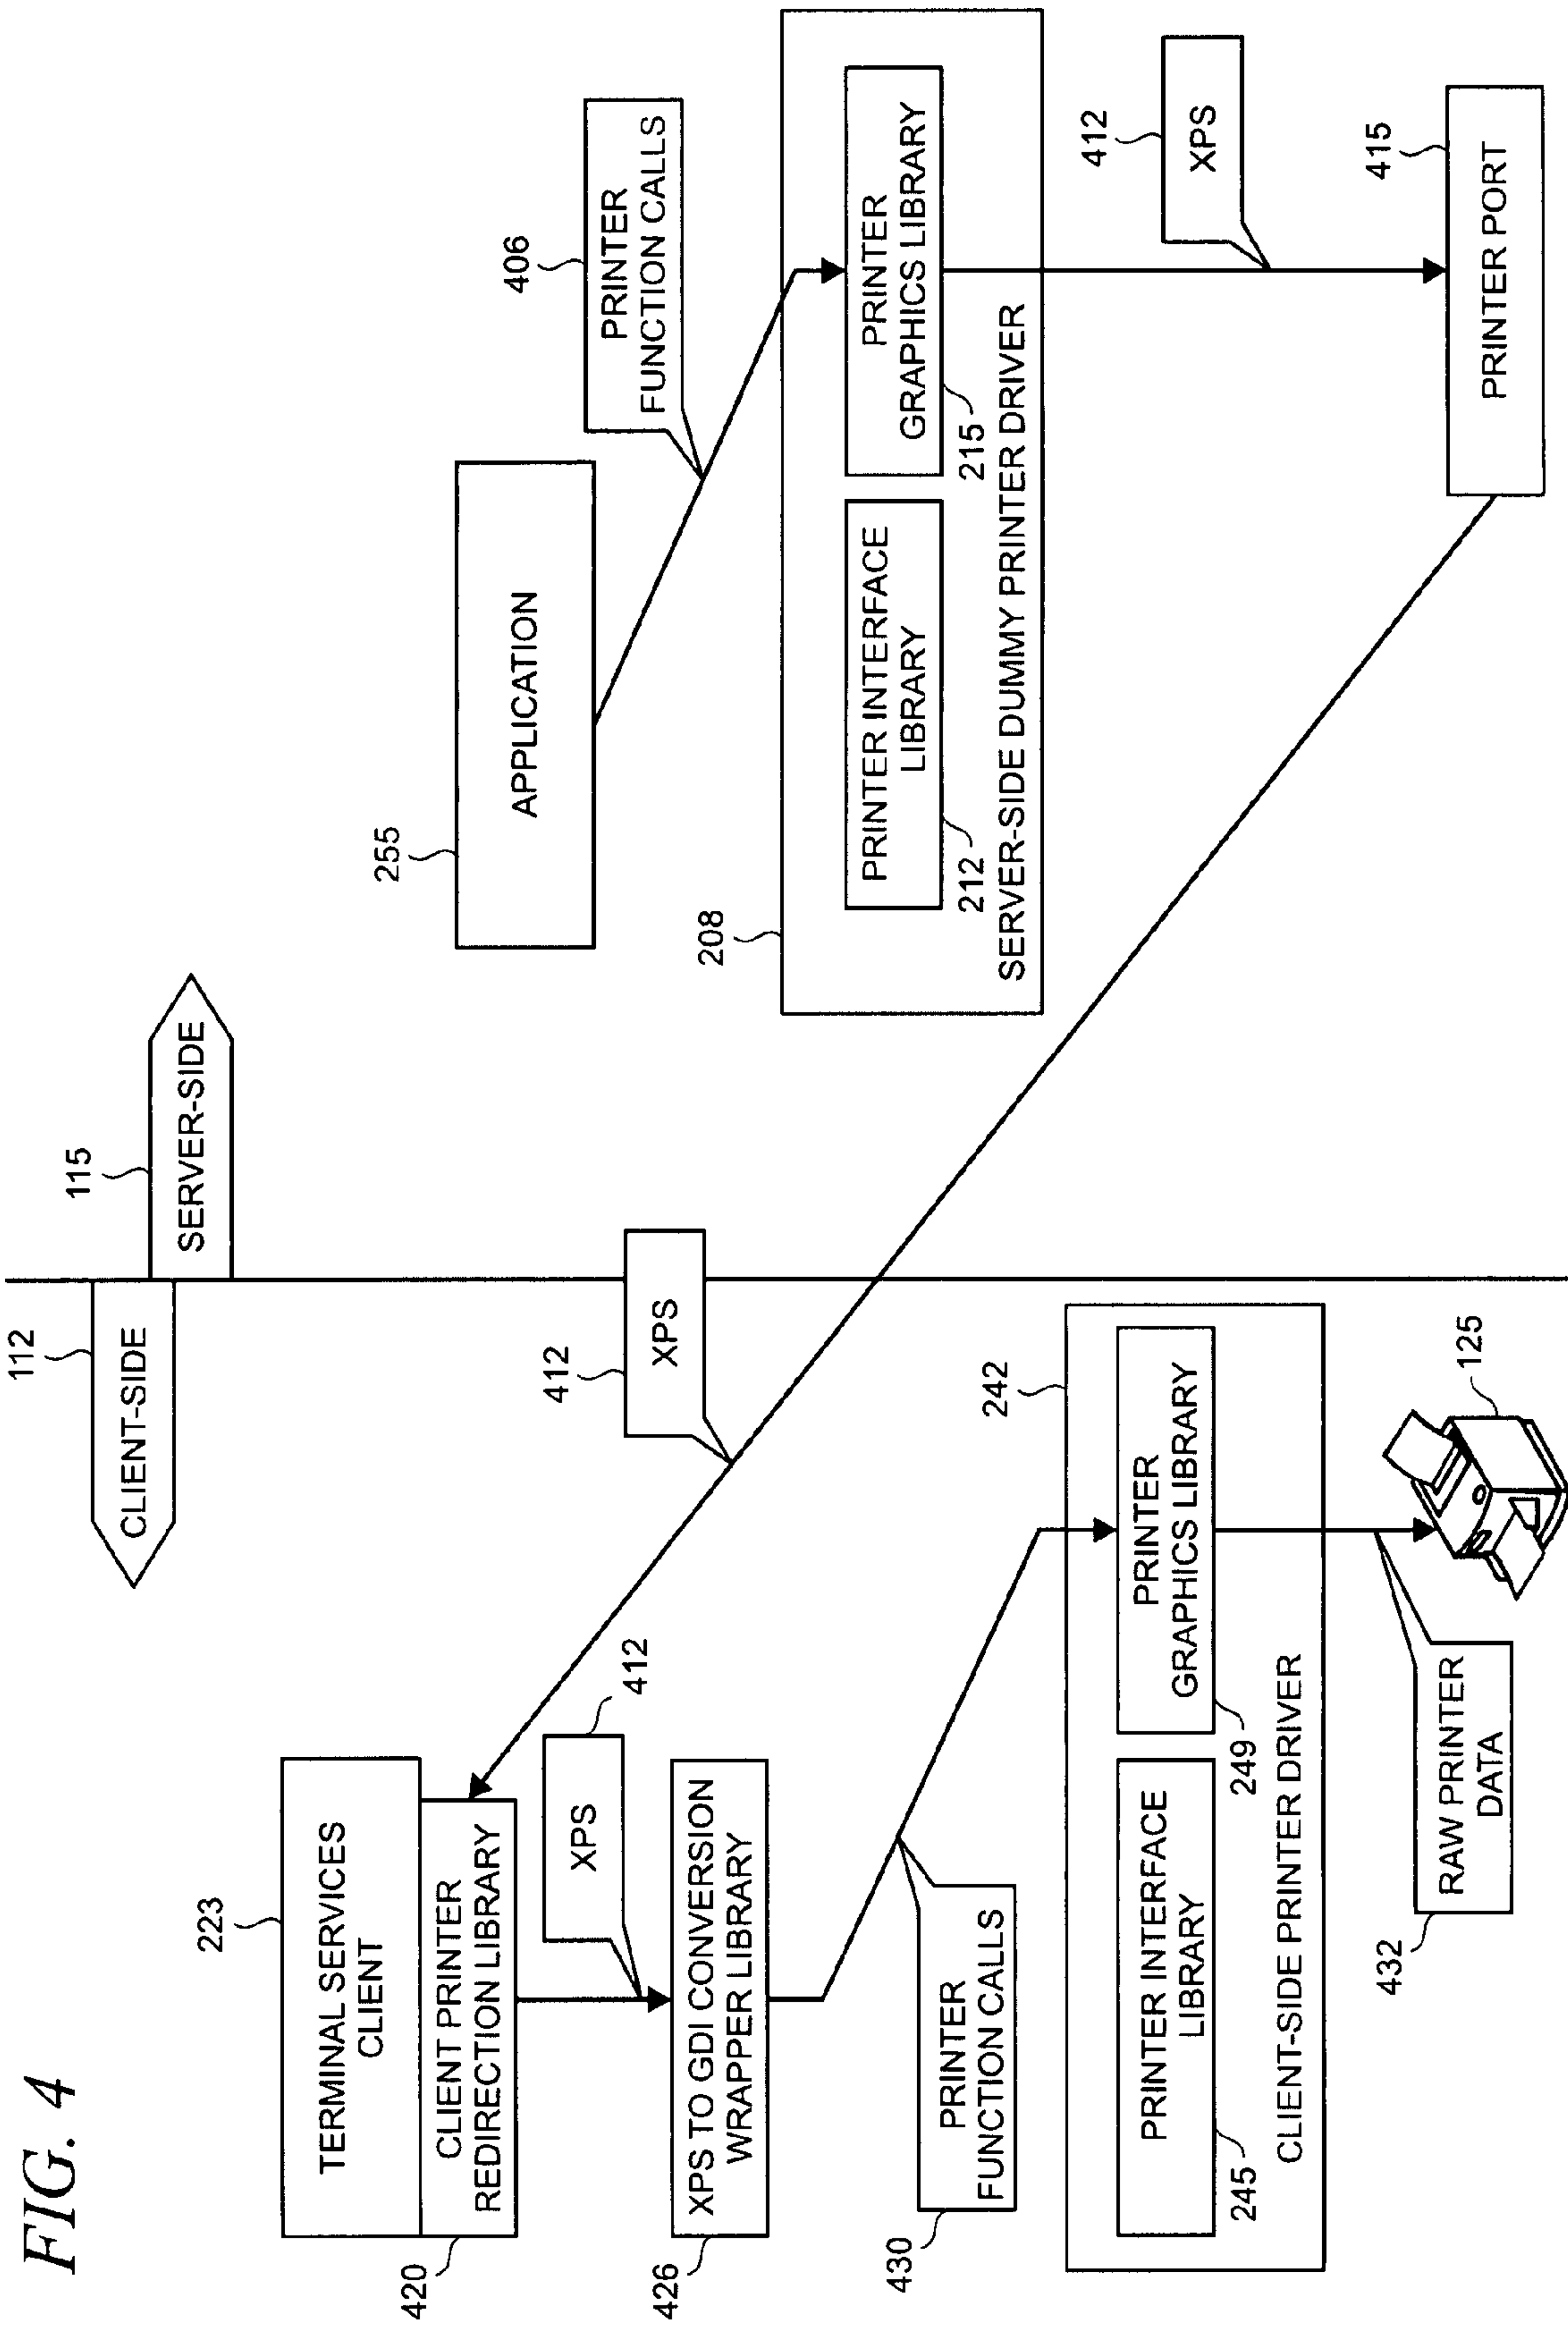 FIG. 4
112
CLIENT-SIDE
115
SERVER-SIDE
223
TERMINAL SERVICES
CLIENT
CLIENT PRINTER
REDIRECTION LIBRARY
420
412
XPS
412
XPS
426
XPS TO GDI CONVERSION
WRAPPER LIBRARY
430
PRINTER
FUNCTION CALLS
242
PRINTER INTERFACE
LIBRARY
245
PRINTER
GRAPHICS LIBRARY
249
CLIENT-SIDE PRINTER DRIVER
432
RAW PRINTER
DATA
125
255
APPLICATION
406
PRINTER
FUNCTION CALLS
208
PRINTER INTERFACE
LIBRARY
212
PRINTER
GRAPHICS LIBRARY
215
SERVER-SIDE DUMMY PRINTER DRIVER
412
XPS
415
PRINTER PORT